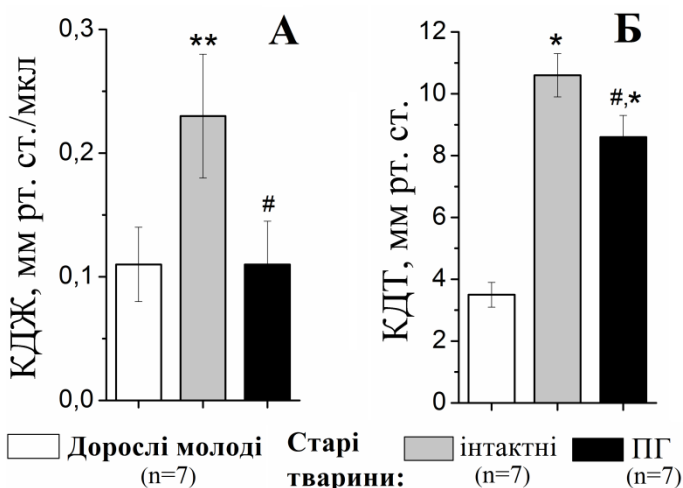 А
КДЖ, мм рт. ст./мкл
0,3
0,2
0,1
0,0
**
#
Б
КДТ, мм рт. ст.
12
10
8
6
4
2
0
*
#,*
Дорослі молоді
(n=7)
Старі
тварини:
інтактні
(n=7)
ПГ
(n=7)